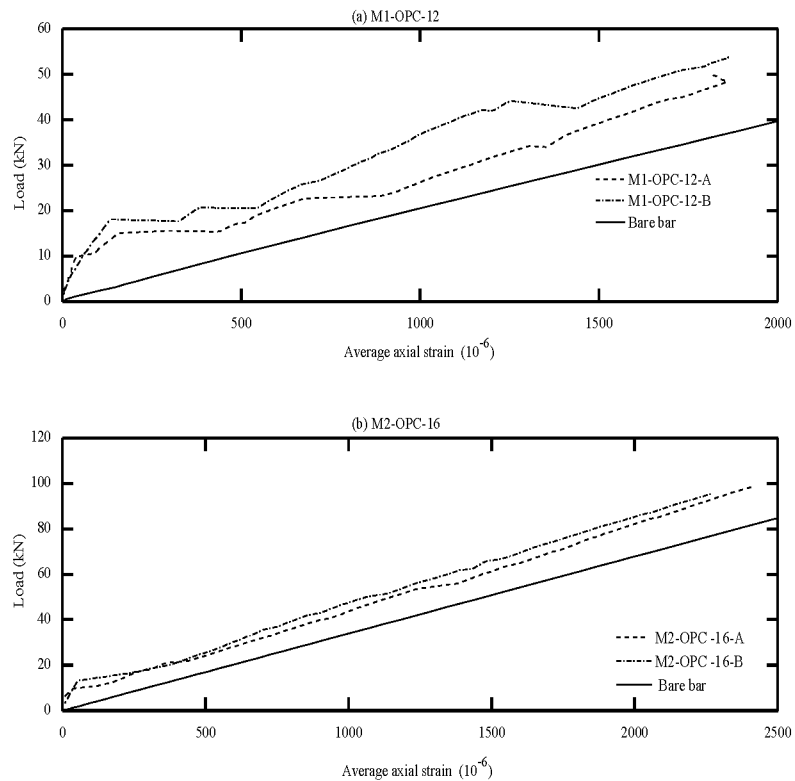 (a) M1-OPC-12
60
50
40
30
20
10
0
Load (kN)
M1-OPC-12-A
M1-OPC-12-B
Bare bar
0 500 1000 1500 2000
Average axial strain (10-6)
(b) M2-OPC-16
120
100
80
60
40
20
0
Load (kN)
M2-OPC -16-A
M2-OPC -16-B
Bare bar
0 500 1000 1500 2000 2500
Average axial strain (10-6)